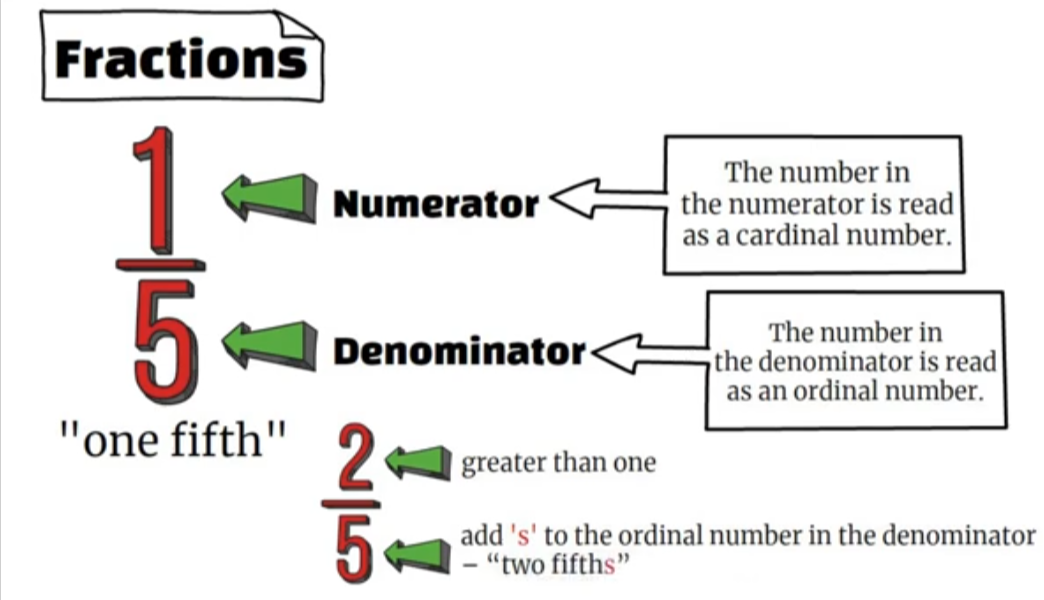 Fractions
1
5
"one fifth"
Numerator
The number in
the numerator is read
as a cardinal number.
Denominator
The number in
the denominator is read
as an ordinal number.
2
5
greater than one
add 's' to the ordinal number in the denominator
– “two fifths”